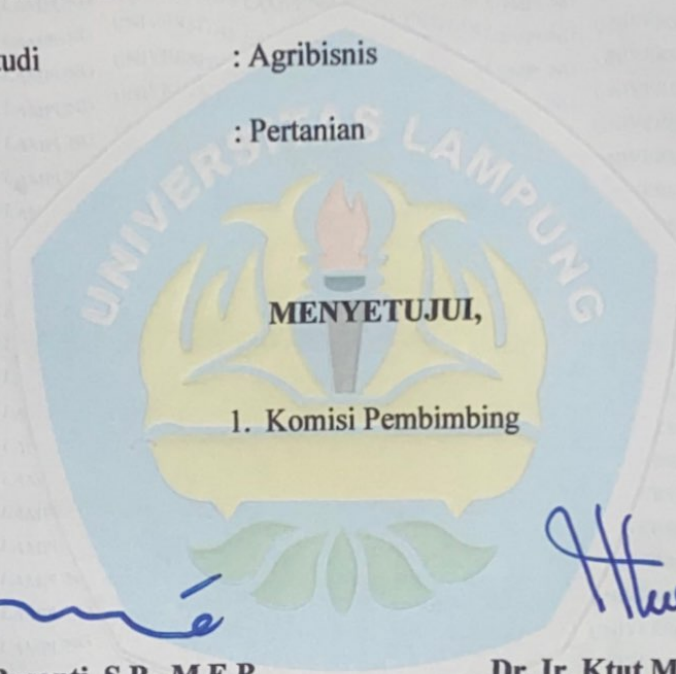 udi : Agribisnis
: Pertanian
UNIVERSITAS LAMPUNG
MENYETUJUI,
1. Komisi Pembimbing
Dr. Ir. Ktut M